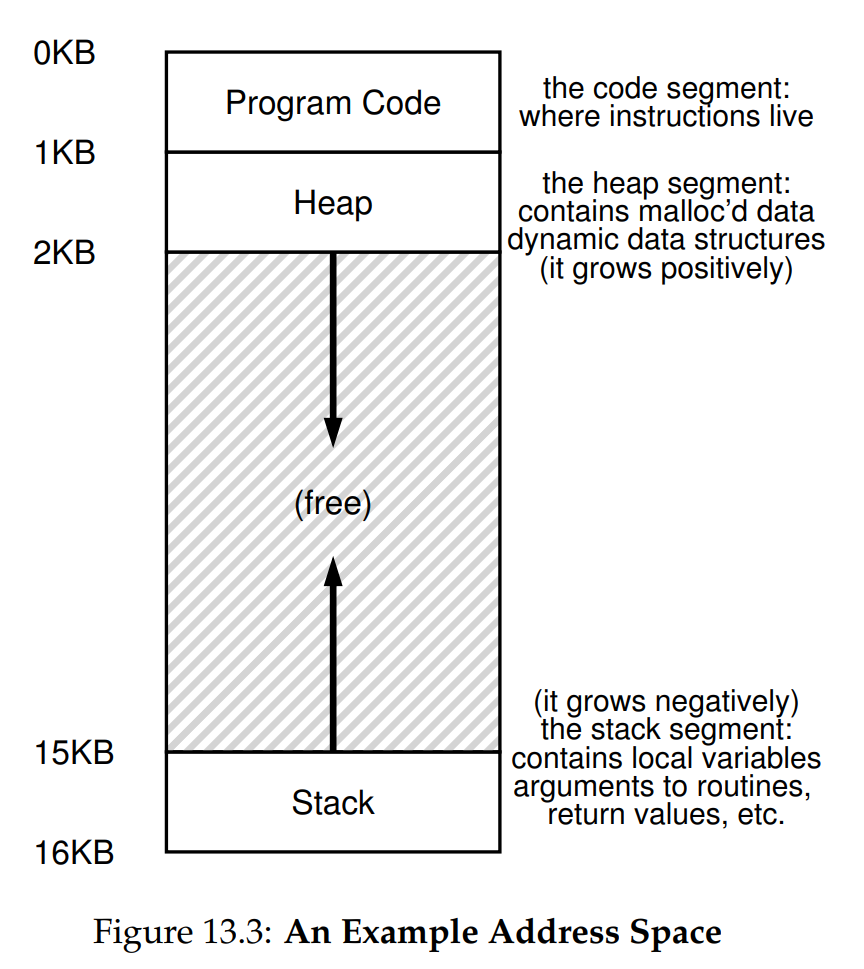 0KB
Program Code
the code segment:
where instructions live
1KB
Heap
the heap segment:
contains malloc’d data
dynamic data structures
(it grows positively)
2KB
(free)
(it grows negatively)
the stack segment:
contains local variables
arguments to routines,
return values, etc.
15KB
Stack
16KB
Figure 13.3: An Example Address Space